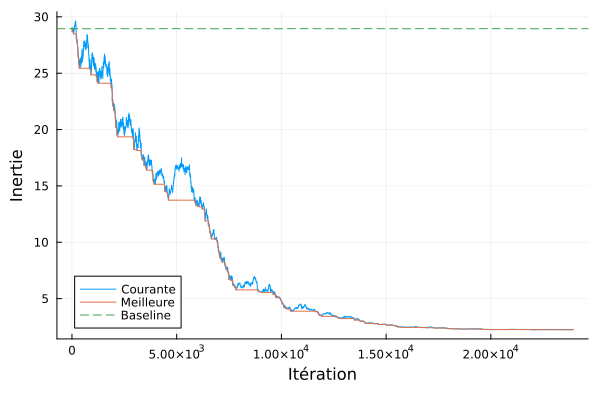 30
25
20
15
10
5
Inertie
Courante
Meilleure
Baseline
0
5.00×10³
1.00×10⁴
1.50×10⁴
2.00×10⁴
Itération